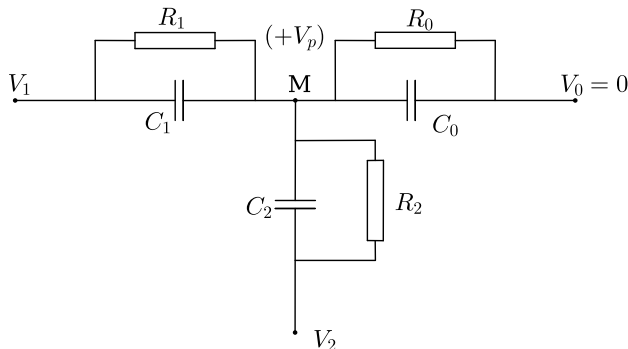 R₁ (+Vₚ) R₀
V₁ M V₀ = 0
C₁ C₀
C₂ R₂
V₂